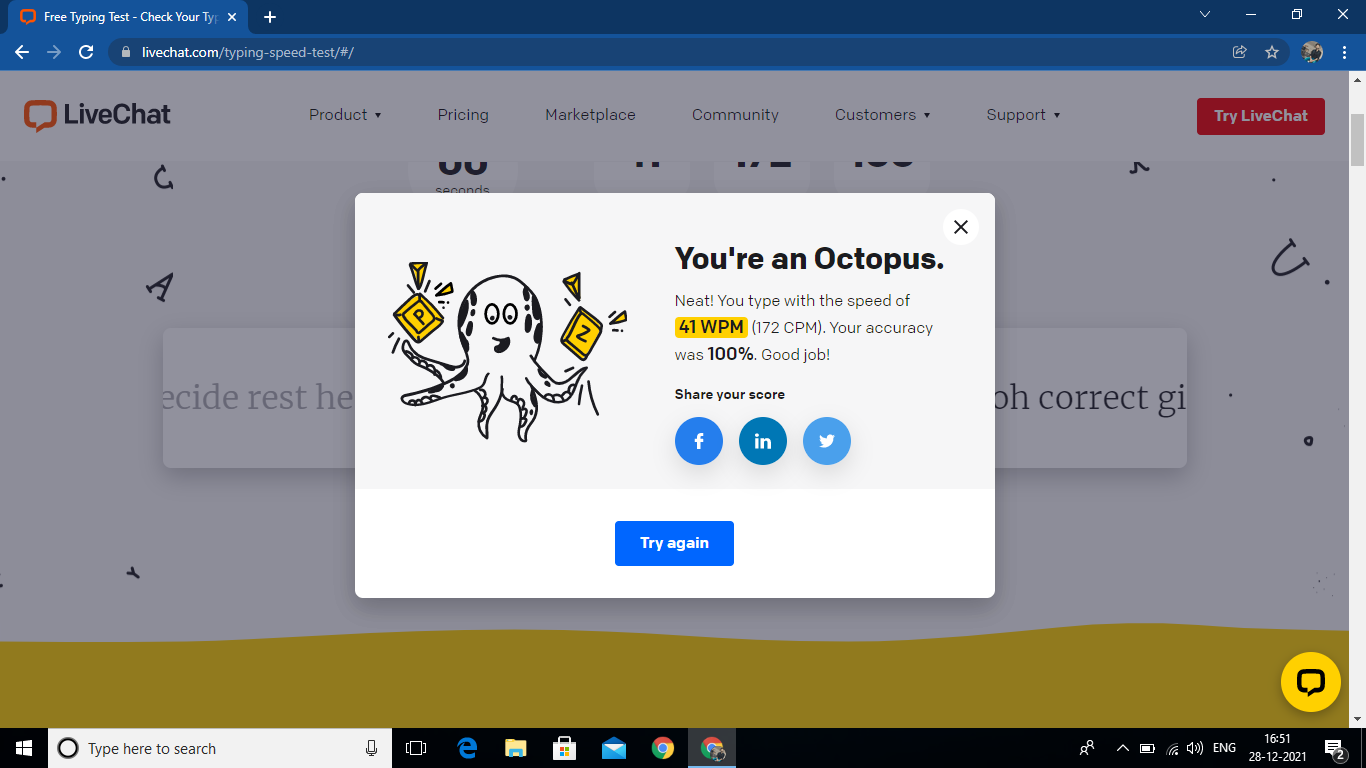 Free Typing Test - Check Your Typ
livechat.com/typing-speed-test/#/
LiveChat
Product
Pricing
Marketplace
Community
Customers
Support
Try LiveChat
seconds
You're an Octopus.
Neat! You type with the speed of
41 WPM (172 CPM). Your accuracy
was 100%. Good job!
Share your score
P
Z
A
ecide rest he
oh correct gi
Try again
Type here to search
ENG
16:51
28-12-2021
2